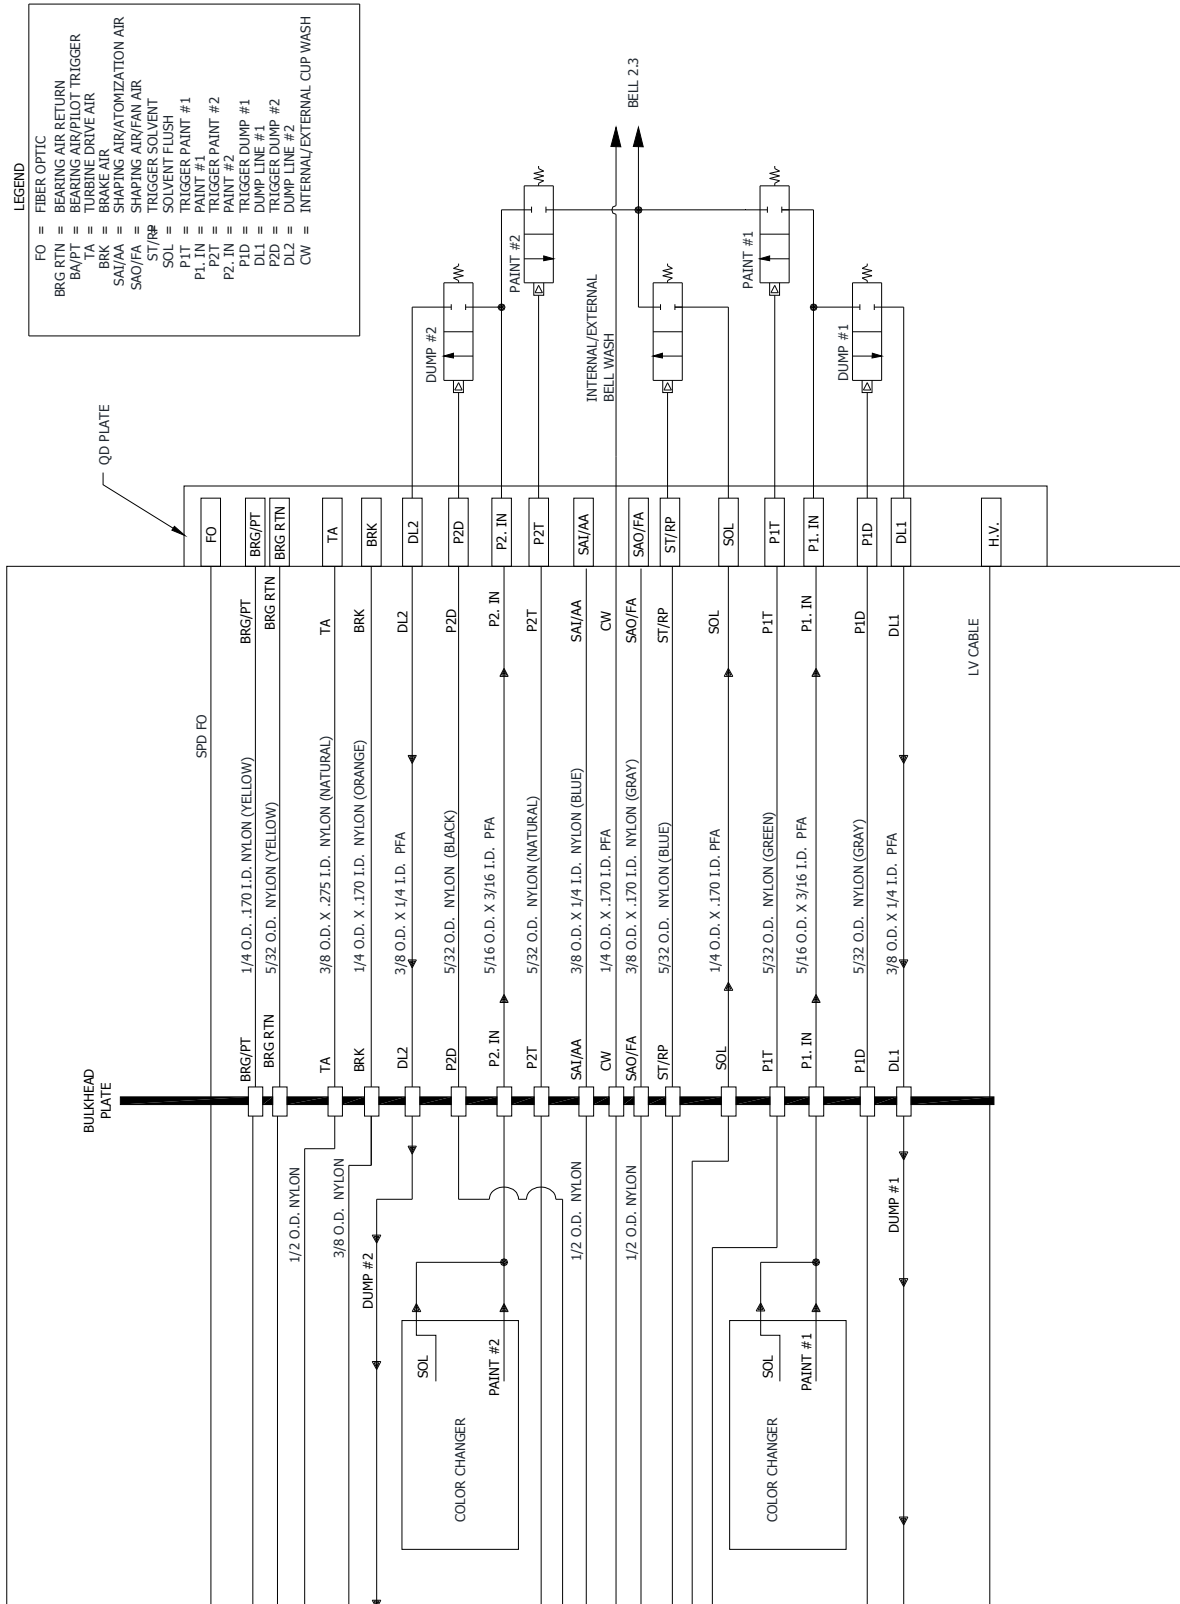 LEGEND
FO = FIBER OPTIC
BRG RTN = BEARING AIR RETURN
BA/PT = BEARING AIR/PILOT TRIGGER
TA = TURBINE DRIVE AIR
BRK = BRAKE AIR
SAI/AA = SHAPING AIR/ATOMIZATION AIR
SAO/FA = SHAPING AIR/FAN AIR
ST/RP = TRIGGER SOLVENT
SOL = SOLVENT FLUSH
P1T = TRIGGER PAINT #1
P1. IN = PAINT #1
P2T = TRIGGER PAINT #2
P2. IN = PAINT #2
P1D = TRIGGER DUMP #1
DL1 = DUMP LINE #1
P2D = TRIGGER DUMP #2
DL2 = DUMP LINE #2
CW = INTERNAL/EXTERNAL CUP WASH
BELL 2.3
PAINT #2
PAINT #1
DUMP #2
INTERNAL/EXTERNAL
BELL WASH
DUMP #1
QD PLATE
FO
BRG/PT
BRG RTN
TA
BRK
DL2
P2D
P2. IN
P2T
SAI/AA
SAO/FA
ST/RP
SOL
P1T
P1. IN
P1D
DL1
H.V.
BRG/PT
BRG RTN
TA
BRK
DL2
P2D
P2. IN
P2T
SAI/AA
CW
SAO/FA
ST/RP
SOL
P1T
P1. IN
P1D
DL1
LV CABLE
SPD FO
1/4 O.D. .170 I.D. NYLON (YELLOW)
5/32 O.D. NYLON (YELLOW)
3/8 O.D. X .275 I.D. NYLON (NATURAL)
1/4 O.D. X .170 I.D. NYLON (ORANGE)
3/8 O.D. X 1/4 I.D. PFA
5/32 O.D. NYLON (BLACK)
5/16 O.D. X 3/16 I.D. PFA
5/32 O.D. NYLON (NATURAL)
3/8 O.D. X 1/4 I.D. NYLON (BLUE)
1/4 O.D. X .170 I.D. PFA
3/8 O.D. X .170 I.D. NYLON (GRAY)
5/32 O.D. NYLON (BLUE)
1/4 O.D. X .170 I.D. PFA
5/32 O.D. NYLON (GREEN)
5/16 O.D. X 3/16 I.D. PFA
5/32 O.D. NYLON (GRAY)
3/8 O.D. X 1/4 I.D. PFA
BRG/PT
BRG RTN
TA
BRK
DL2
P2D
P2. IN
P2T
SAI/AA
CW
SAO/FA
ST/RP
SOL
P1T
P1. IN
P1D
DL1
BULKHEAD
PLATE
1/2 O.D. NYLON
3/8 O.D. NYLON
DUMP #2
1/2 O.D. NYLON
1/2 O.D. NYLON
DUMP #1
SOL
PAINT #2
COLOR CHANGER
SOL
PAINT #1
COLOR CHANGER